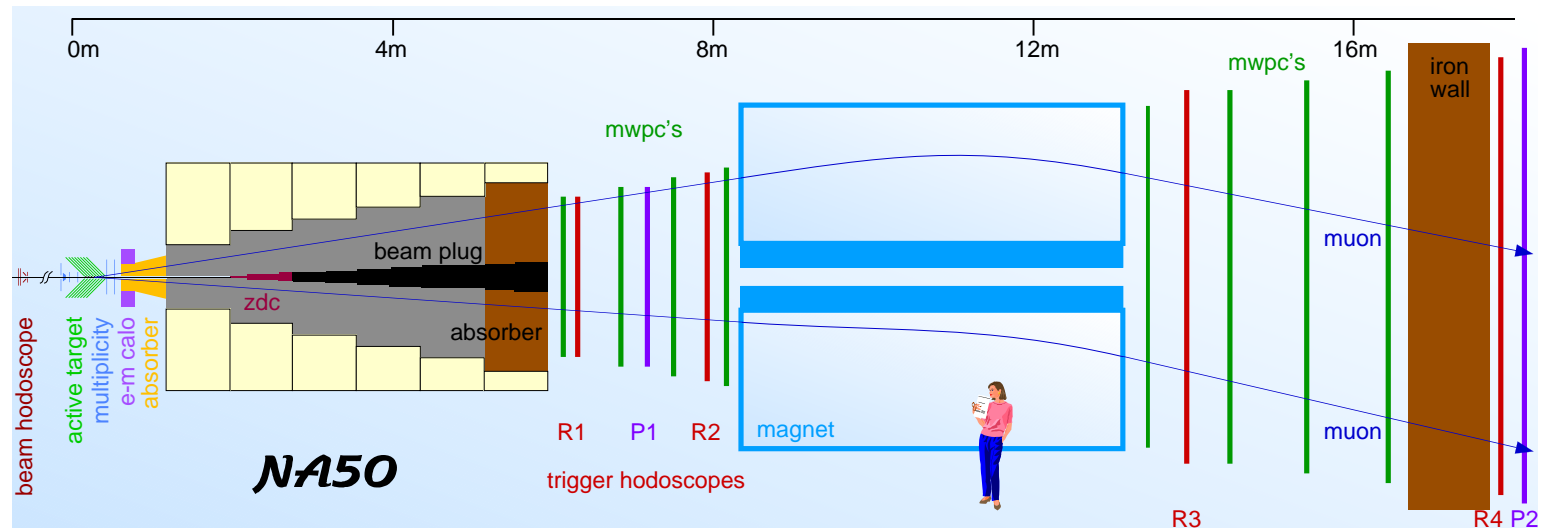 0m
4m
8m
12m
16m
mwpc's
iron
wall
mwpc's
muon
beam plug
zdc
absorber
beam hodoscope
active target
multiplicity
e-m calo
absorber
R1
P1
R2
magnet
muon
NA50
trigger hodoscopes
R3
R4
P2